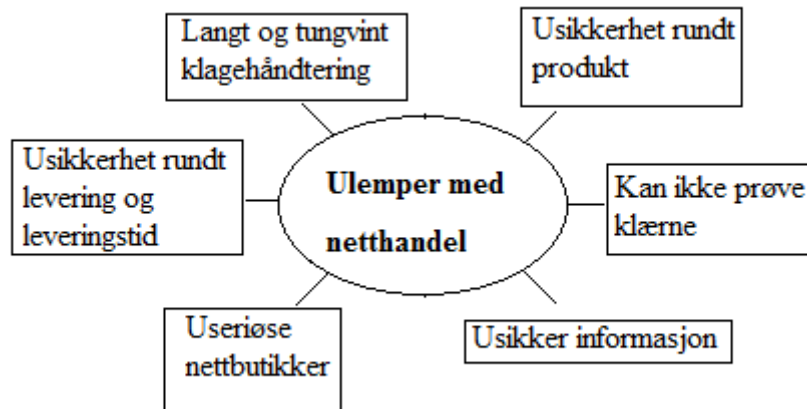 Langt og tungvint
klagehåndtering
Usikkerhet rundt
produkt
Usikkerhet rundt
levering og
leveringstid
Ulemper med
netthandel
Kan ikke prøve
klærne
Useriøse
nettbutikker
Usikker informasjon